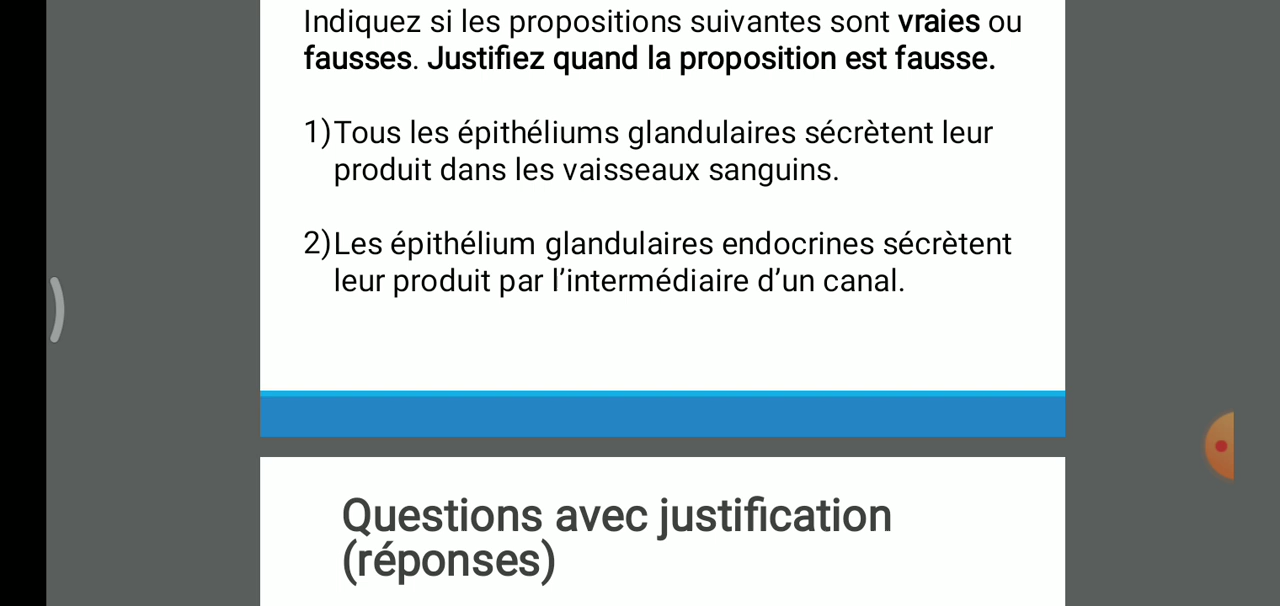 Indiquez si les propositions suivantes sont vraies ou
fausses. Justifiez quand la proposition est fausse.
1) Tous les épithéliums glandulaires sécrètent leur
produit dans les vaisseaux sanguins.
2) Les épithélium glandulaires endocrines sécrètent
leur produit par l’intermédiaire d’un canal.
Questions avec justification
(réponses)